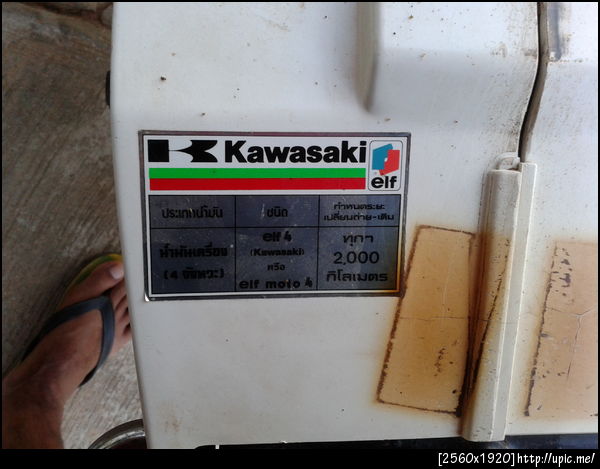 Kawasaki
elf
ประเภทน้ำมัน ชนิด กำหนดระยะ
เปลี่ยนถ่าย-เติม
น้ำมันเครื่อง
(4 จังหวะ)
elf 4
(Kawasaki)
หรือ
elf moto 4
ทุกๆ
2,000
กิโลเมตร
[2560x1920]http://upic.me/